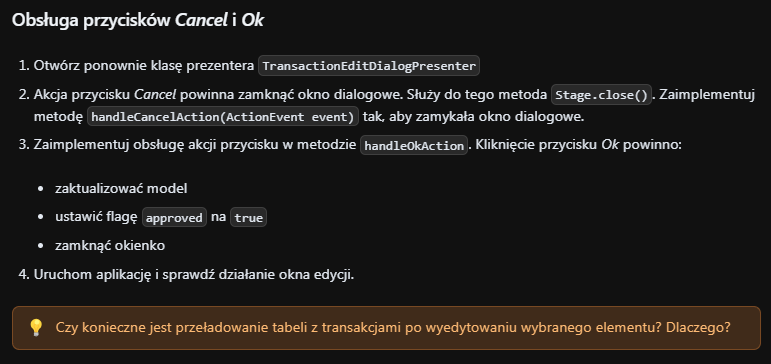 Obsługa przycisków Cancel i Ok
1. Otwórz ponownie klasę prezentera TransactionEditDialogPresenter
2. Akcja przycisku Cancel powinna zamknąć okno dialogowe. Służy do tego metoda Stage.close(). Zaimplementuj
metodę handleCancelAction(ActionEvent event) tak, aby zamykała okno dialogowe.
3. Zaimplementuj obsługę akcji przycisku w metodzie handleOkAction. Kliknięcie przycisku Ok powinno:
• zaktualizować model
• ustawić flagę approved na true
• zamknąć okienko
4. Uruchom aplikację i sprawdź działanie okna edycji.
💡 Czy konieczne jest przeładowanie tabeli z transakcjami po wyedytowaniu wybranego elementu? Dlaczego?